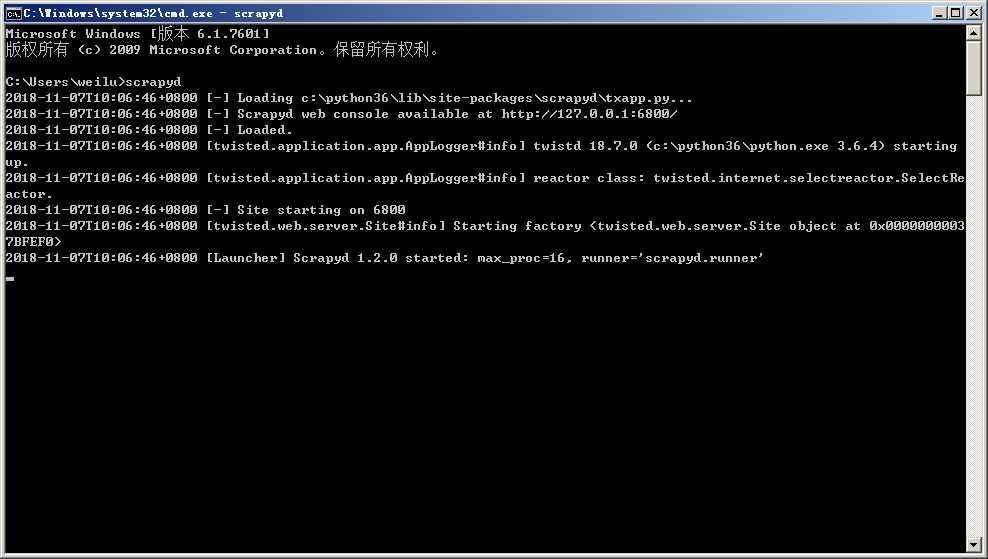 C:\Windows\system32\cmd.exe - scrapyd
Microsoft Windows [版本 6.1.7601]
版权所有 (c) 2009 Microsoft Corporation。保留所有权利。
C:\Users\weilu>scrapyd
2018-11-07T10:06:46+0800 [-] Loading c:\python36\lib\site-packages\scrapyd\txapp.py...
2018-11-07T10:06:46+0800 [-] Scrapyd web console available at http://127.0.0.1:6800/
2018-11-07T10:06:46+0800 [-] Loaded.
2018-11-07T10:06:46+0800 [twisted.application.app.AppLogger#info] twistd 18.7.0 (c:\python36\python.exe 3.6.4) starting
up.
2018-11-07T10:06:46+0800 [twisted.application.app.AppLogger#info] reactor class: twisted.internet.selectreactor.SelectRe
actor.
2018-11-07T10:06:46+0800 [-] Site starting on 6800
2018-11-07T10:06:46+0800 [twisted.web.server.Site#info] Starting factory <twisted.web.server.Site object at 0x0000000003
7BFEF0>
2018-11-07T10:06:46+0800 [Launcher] Scrapyd 1.2.0 started: max_proc=16, runner='scrapyd.runner'